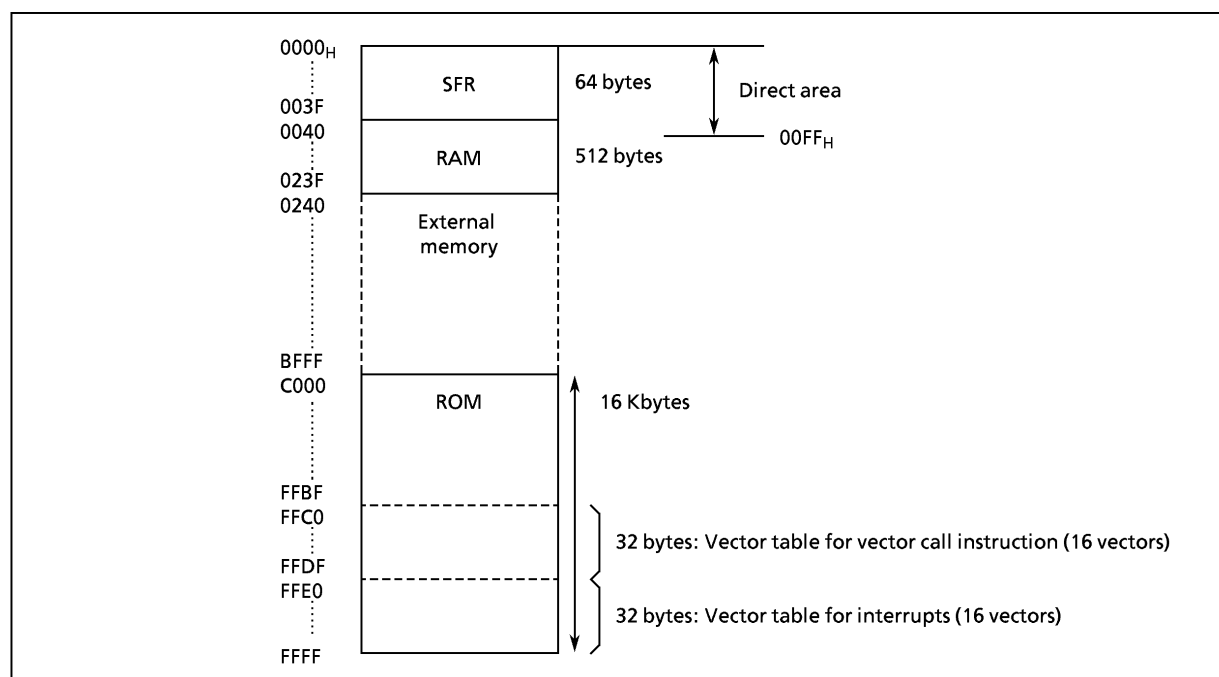 0000H
SFR
64 bytes
Direct area
003F
0040
00FFH
RAM
512 bytes
023F
0240
External
memory
BFFF
C000
ROM
16 Kbytes
FFBF
FFC0
32 bytes: Vector table for vector call instruction (16 vectors)
FFDF
FFE0
32 bytes: Vector table for interrupts (16 vectors)
FFFF